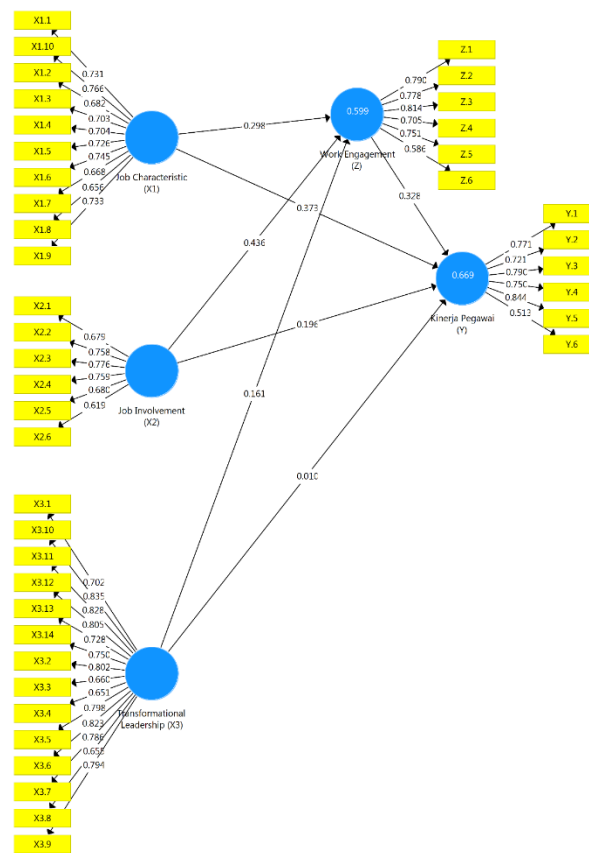 X1.1
X1.10
X1.2
X1.3
X1.4
X1.5
X1.6
X1.7
X1.8
X1.9
0.731
0.766
0.682
0.703
0.704
0.726
0.745
0.668
0.656
0.733
Job Characteristic
(X1)
X2.1
X2.2
X2.3
X2.4
X2.5
X2.6
0.679
0.758
0.776
0.759
0.680
0.619
Job Involvement
(X2)
X3.1
X3.10
X3.11
X3.12
X3.13
X3.14
X3.2
X3.3
X3.4
X3.5
X3.6
X3.7
X3.8
X3.9
0.702
0.835
0.828
0.805
0.728
0.750
0.802
0.660
0.651
0.798
0.823
0.786
0.794
Transformational
Leadership (X3)
0.298
0.373
0.436
0.196
0.161
0.010
0.328
0.599
Work Engagement
(Z)
0.790
0.778
0.814
0.705
0.751
0.586
Z.1
Z.2
Z.3
Z.4
Z.5
Z.6
0.669
Kinerja Pegawai
(Y)
0.771
0.721
0.790
0.750
0.844
0.513
Y.1
Y.2
Y.3
Y.4
Y.5
Y.6